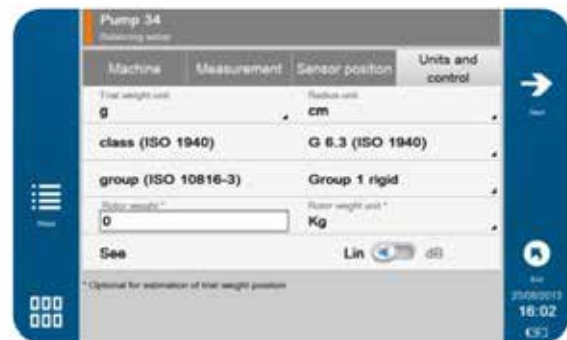 Pump 34
Balancing setup
Machine Measurement Sensor position Units and control
Trial weight unit Radius unit
g cm
class (ISO 1940) G 6.3 (ISO 1940)
group (ISO 10816-3) Group 1 rigid
Rotor weight * Rotor weight unit *
0 Kg
See Lin dB
* Optional for estimation of trial weight position
Next
Exit
23/08/2013
16:02